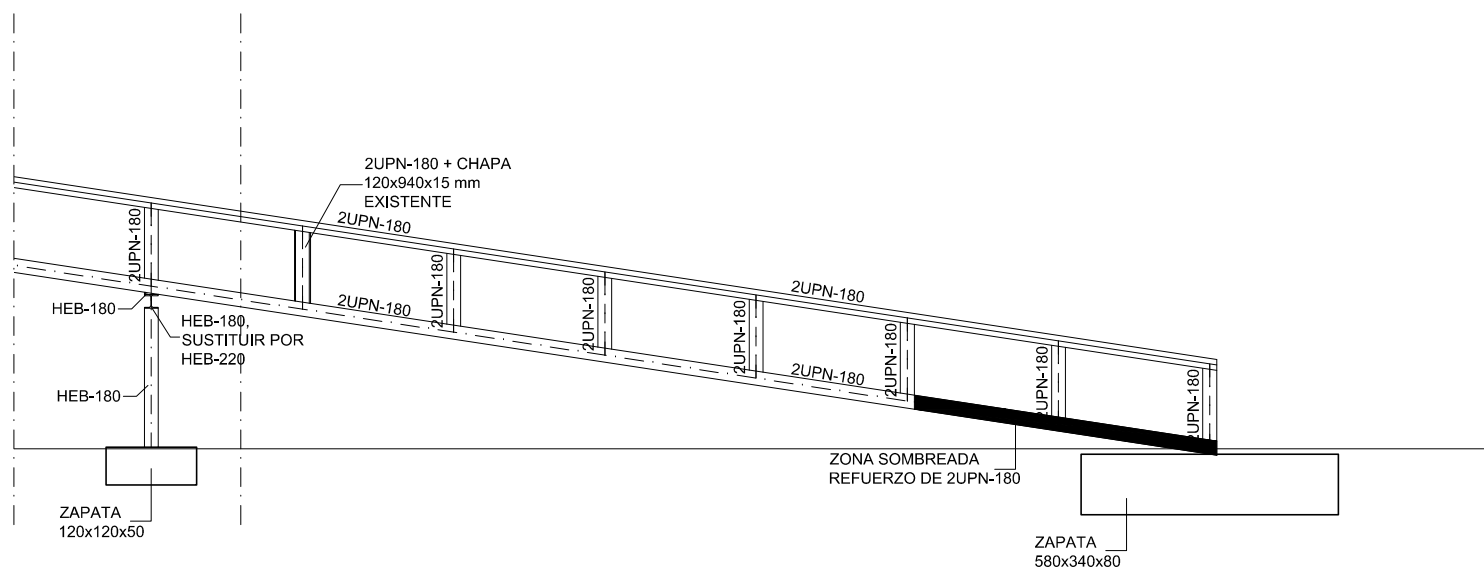 2UPN-180 + CHAPA
120x940x15 mm
EXISTENTE
2UPN-180
2UPN-180
2UPN-180
2UPN-180
2UPN-180
2UPN-180
2UPN-180
2UPN-180
2UPN-180
2UPN-180
2UPN-180
2UPN-180
HEB-180
HEB-180,
SUSTITUIR POR
HEB-220
HEB-180
ZONA SOMBREADA
REFUERZO DE 2UPN-180
ZAPATA
120x120x50
ZAPATA
580x340x80